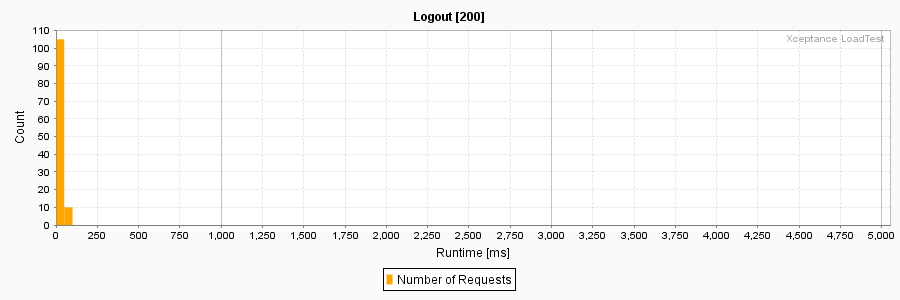 Logout [200]
Xceptance LoadTest
110
100
90
80
70
60
50
40
30
20
10
0
Count
0 250 500 750 1,000 1,250 1,500 1,750 2,000 2,250 2,500 2,750 3,000 3,250 3,500 3,750 4,000 4,250 4,500 4,750 5,000
Runtime [ms]
Number of Requests